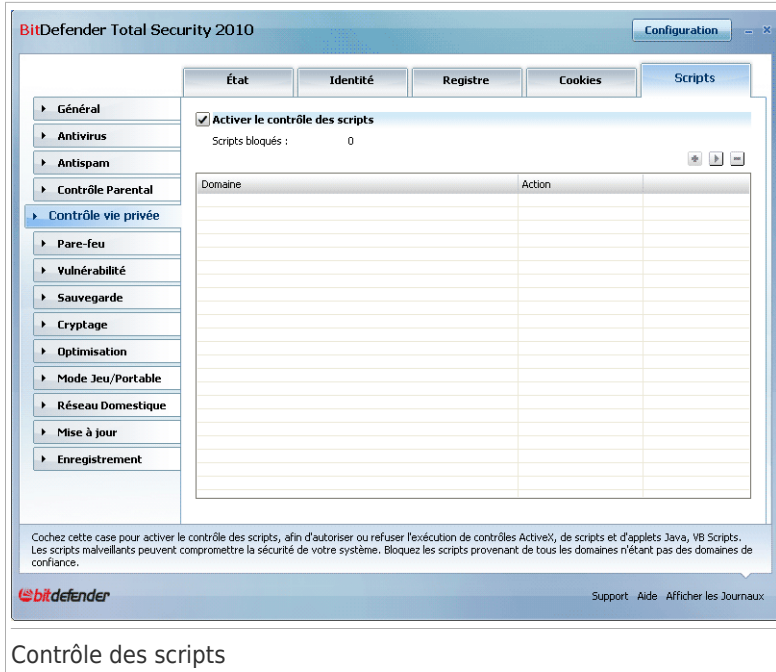 BitDefender Total Security 2010
Configuration
État
Identité
Registre
Cookies
Scripts
Général
Antivirus
Antispam
Contrôle Parental
Contrôle vie privée
Pare-feu
Vulnérabilité
Sauvegarde
Cryptage
Optimisation
Mode Jeu/Portable
Réseau Domestique
Mise à jour
Enregistrement
Activer le contrôle des scripts
Scripts bloqués : 0
Domaine Action
Cochez cette case pour activer le contrôle des scripts, afin d'autoriser ou refuser l'exécution de contrôles ActiveX, de scripts et d'applets Java, VB Scripts.
Les scripts malveillants peuvent compromettre la sécurité de votre système. Bloquez les scripts provenant de tous les domaines n'étant pas des domaines de
confiance.
bitdefender
Support Aide Afficher les Journaux
Contrôle des scripts